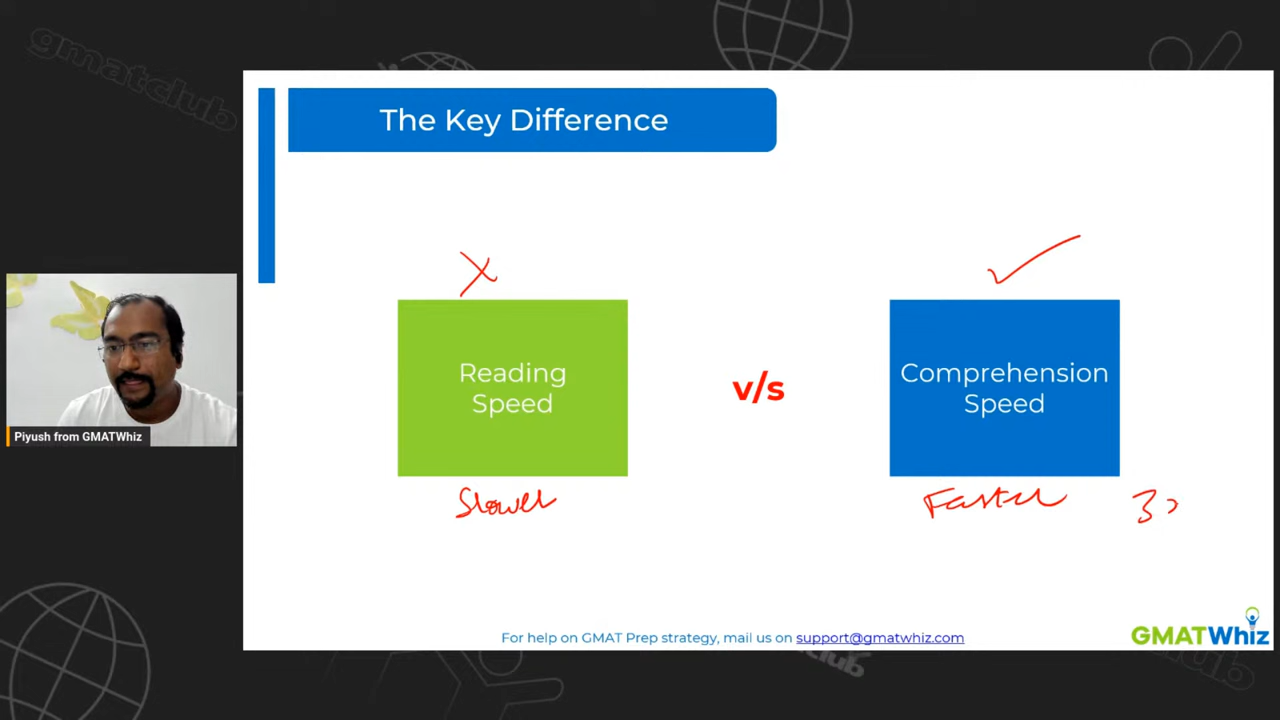 gmatclub
The Key Difference
Reading
Speed
v/s
Comprehension
Speed
Slower
Faster
Piyush from GMATWhiz
For help on GMAT Prep strategy, mail us on support@gmatwhiz.com
GMATWhiz